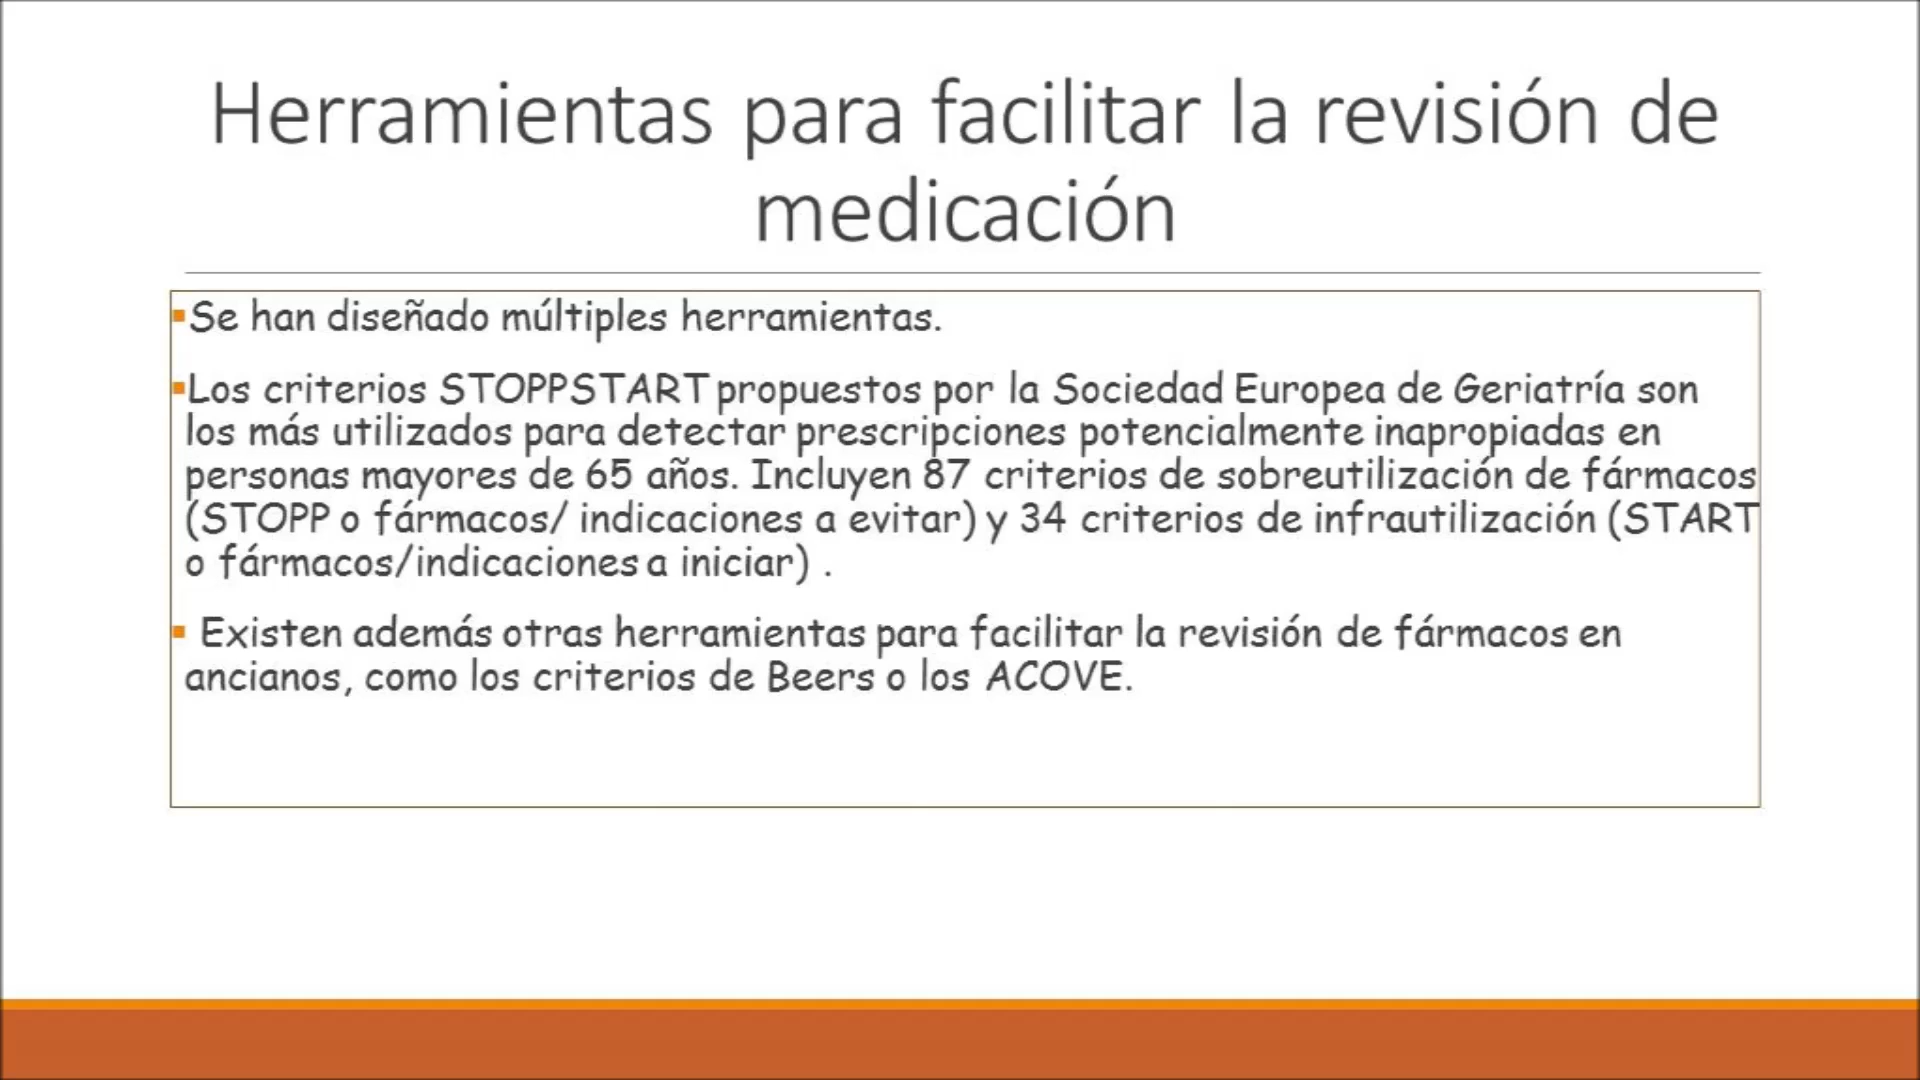 Herramientas para facilitar la revisión de
medicación
▪Se han diseñado múltiples herramientas.
▪Los criterios STOPPSTART propuestos por la Sociedad Europea de Geriatría son
los más utilizados para detectar prescripciones potencialmente inapropiadas en
personas mayores de 65 años. Incluyen 87 criterios de sobreutilización de fármacos
(STOPP o fármacos/ indicaciones a evitar) y 34 criterios de infrautilización (START
o fármacos/indicaciones a iniciar) .
▪ Existen además otras herramientas para facilitar la revisión de fármacos en
ancianos, como los criterios de Beers o los ACOVE.